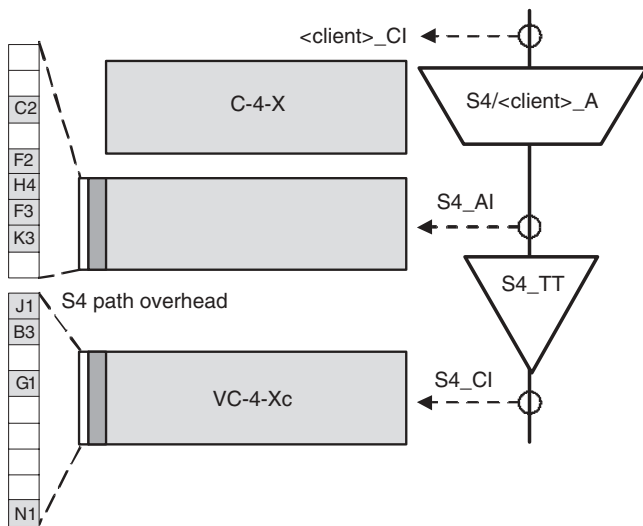 <client>_CI
C-4-X
S4/<client>_A
C2
F2
H4
F3
K3
S4_AI
S4_TT
S4 path overhead
J1
B3
G1
N1
VC-4-Xc
S4_CI